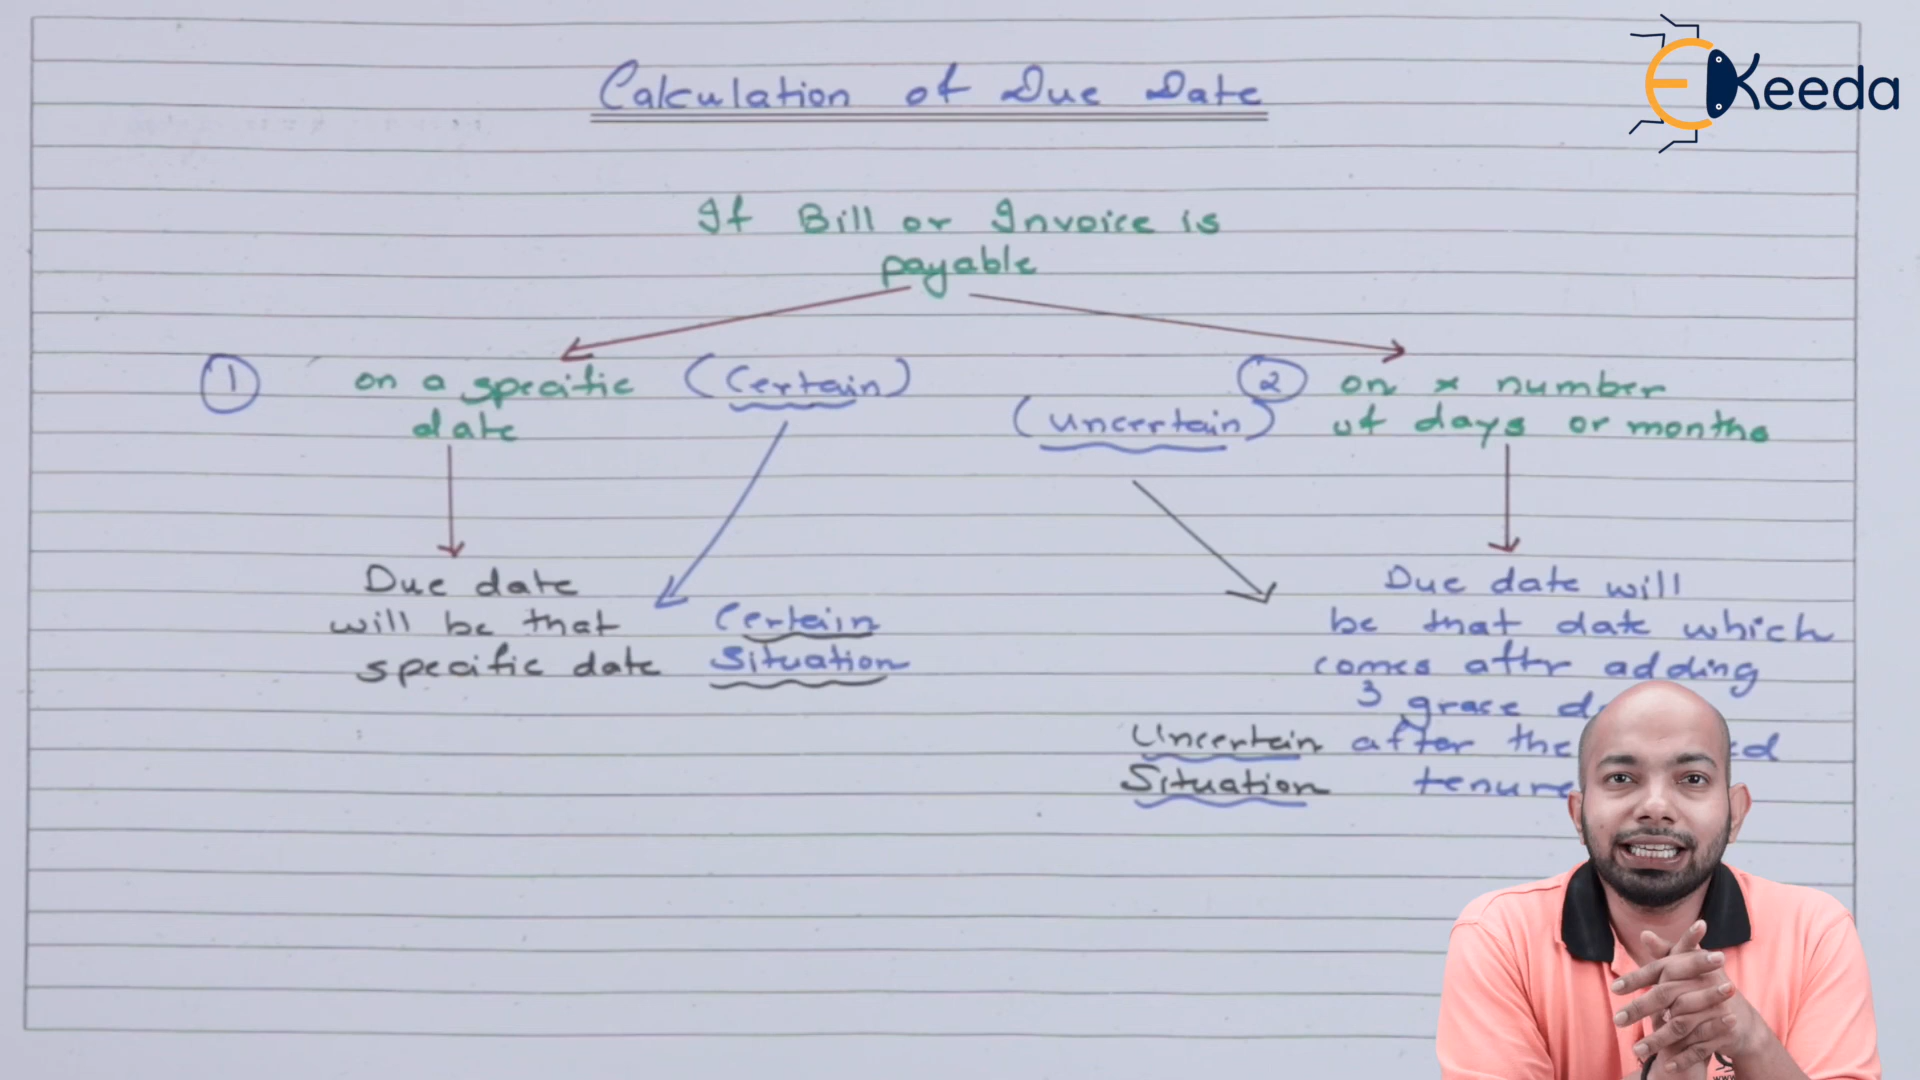 Calculation of Due Date
EKeeda
If Bill or Invoice is
payable
1 on a specific (Certain)
date
2 on x number
(uncertain) of days or months
Due date
will be that
specific date
Certain
Situation
Due date will
be that date which
comes after adding
3 grace
after the
tenure
Uncertain
Situation